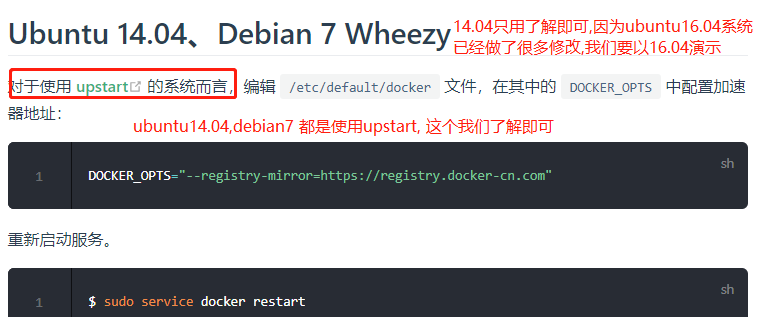 Ubuntu 14.04、Debian 7 Wheezy
14.04只用了解即可,因为ubuntu16.04系统
已经做了很多修改,我们要以16.04演示
对于使用 upstart 的系统而言，编辑 /etc/default/docker 文件，在其中的 DOCKER_OPTS 中配置加速
器地址：
ubuntu14.04,debian7 都是使用upstart, 这个我们了解即可
sh
1 DOCKER_OPTS="--registry-mirror=https://registry.docker-cn.com"
重新启动服务。
sh
1 $ sudo service docker restart